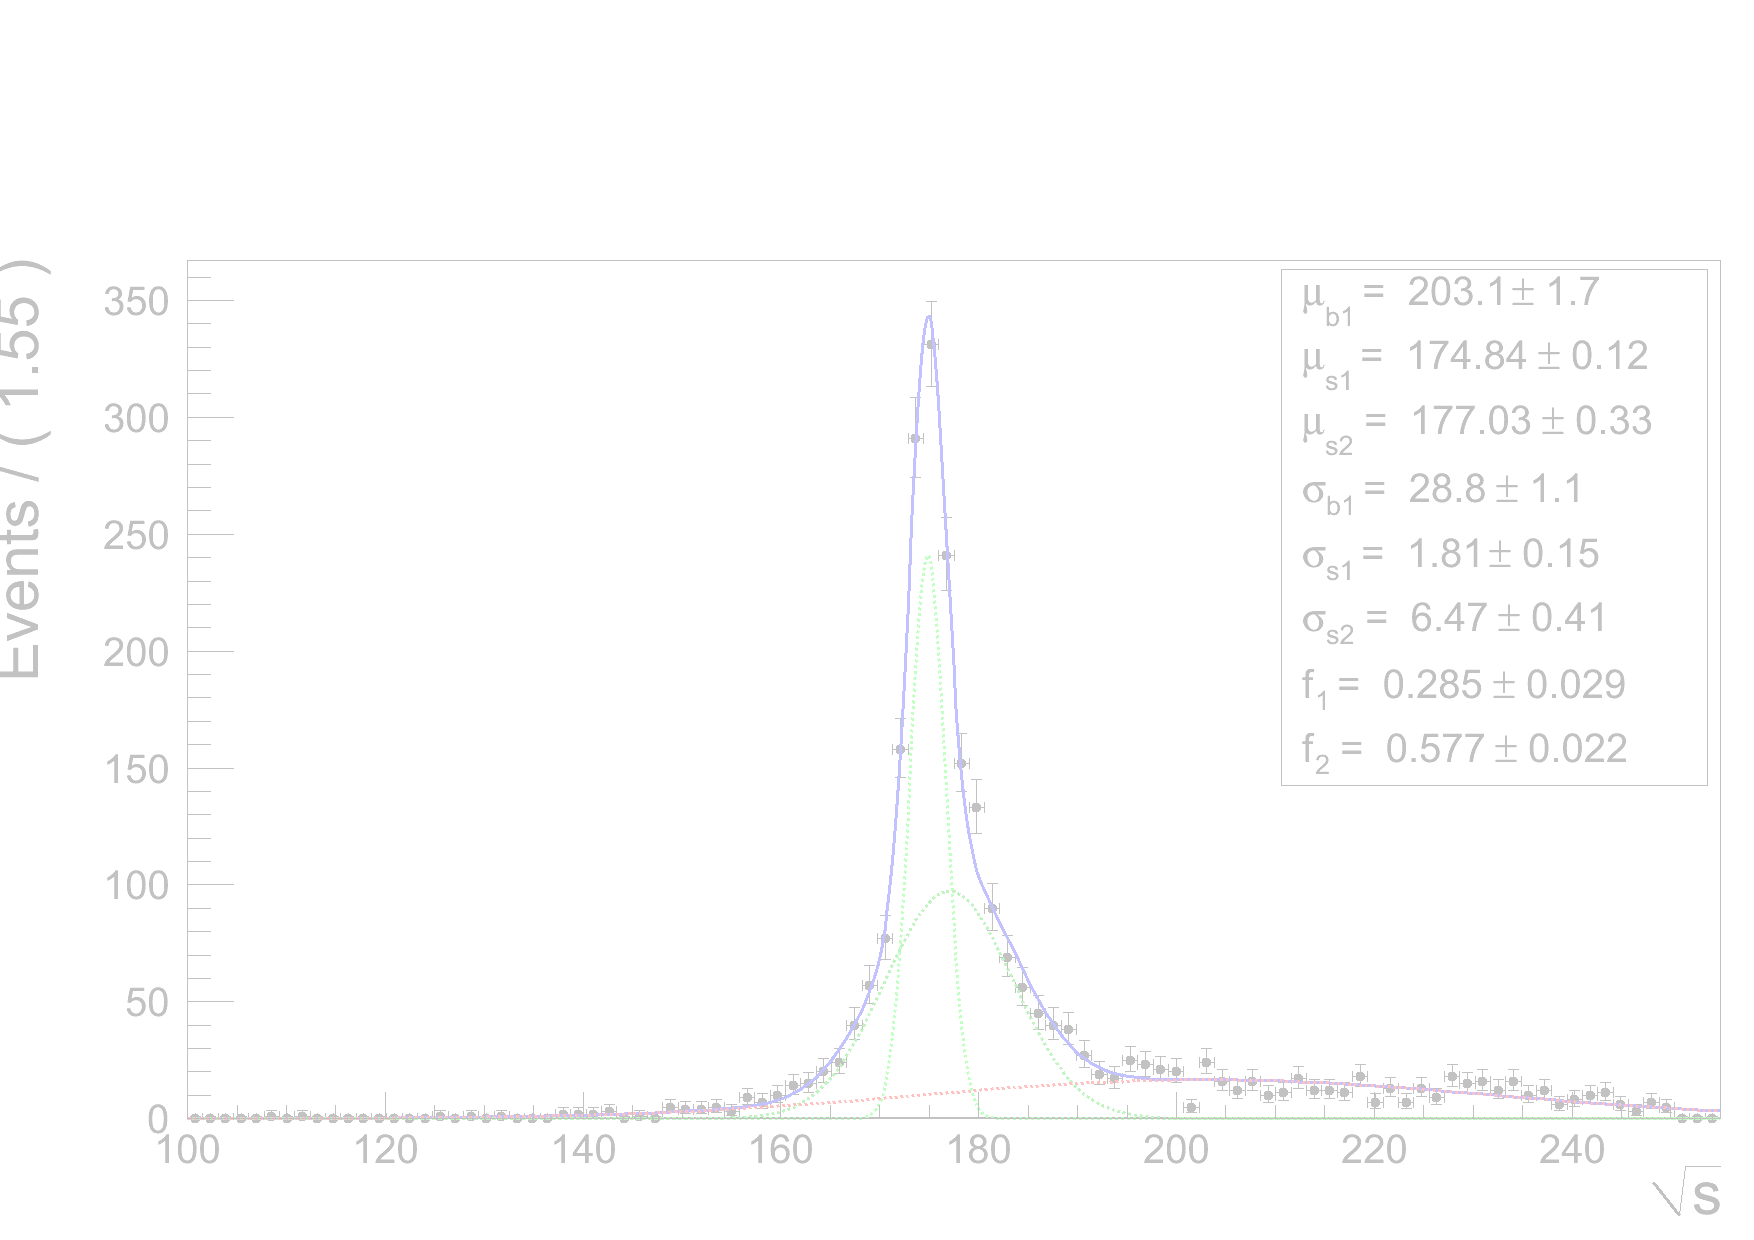 Events / ( 1.55 )
350
300
250
200
150
100
50
0
100 120 140 160 180 200 220 240
√s
μb1 = 203.1 ± 1.7
μs1 = 174.84 ± 0.12
μs2 = 177.03 ± 0.33
σb1 = 28.8 ± 1.1
σs1 = 1.81 ± 0.15
σs2 = 6.47 ± 0.41
f1 = 0.285 ± 0.029
f2 = 0.577 ± 0.022